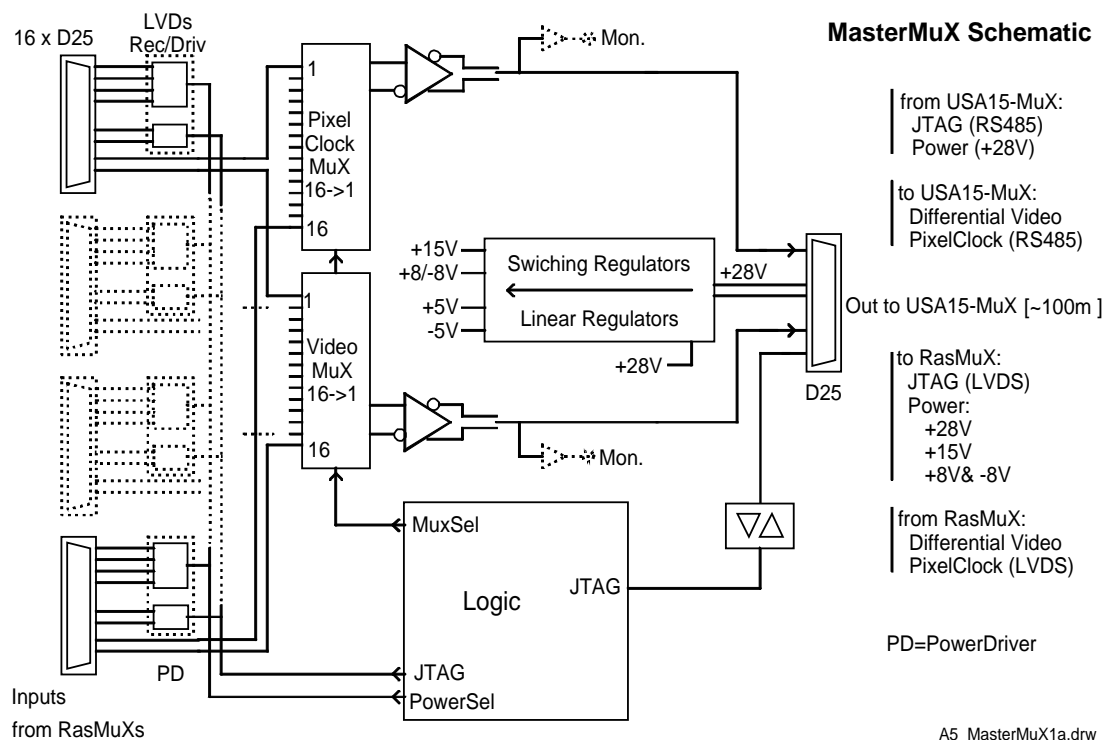 MasterMuX Schematic
16 x D25
LVDs
Rec/Driv
1
Pixel
Clock
MuX
16->1
16
Mon.
from USA15-MuX:
JTAG (RS485)
Power (+28V)
to USA15-MuX:
Differential Video
PixelClock (RS485)
+15V
+8/-8V
+5V
-5V
Swiching Regulators
Linear Regulators
+28V
+28V
Out to USA15-MuX [~100m ]
D25
1
Video
MuX
16->1
16
Mon.
to RasMuX:
JTAG (LVDS)
Power:
+28V
+15V
+8V& -8V
from RasMuX:
Differential Video
PixelClock (LVDS)
MuxSel
Logic
JTAG
JTAG
PowerSel
PD
PD=PowerDriver
Inputs
from RasMuXs
A5_MasterMuX1a.drw